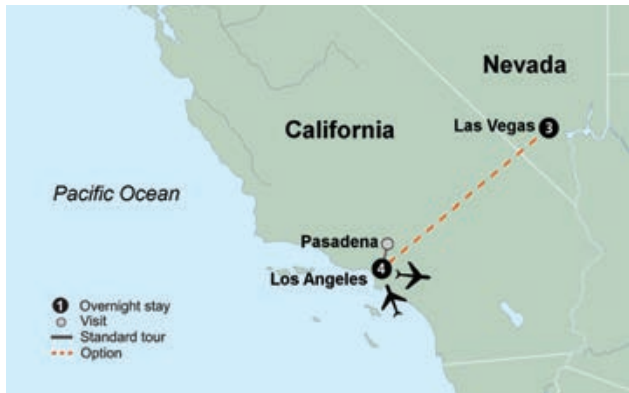 Nevada
Las Vegas 3
California
Pacific Ocean
Pasadena
4
Los Angeles
1 Overnight stay
Visit
Standard tour
Option